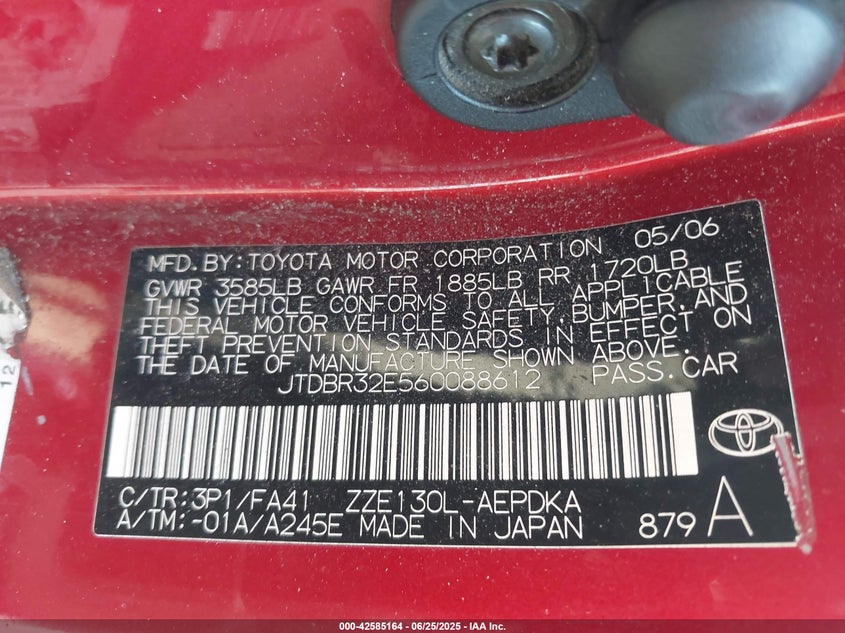 MFD.BY:TOYOTA MOTOR CORPORATION 05/06
GVWR 3585LB GAWR FR 1885LB RR 1720LB
THIS VEHICLE CONFORMS TO ALL APPLICABLE
FEDERAL MOTOR VEHICLE SAFETY,BUMPER,AND
THEFT PREVENTION STANDARDS IN EFFECT ON
THE DATE OF MANUFACTURE SHOWN ABOVE.
JTDBR32E560088612 PASS.CAR
C/TR:3P1/FA41 ZZE130L-AEPDKA
A/TM:-01A/A245E MADE IN JAPAN 879 A
12
000-42585164 - 06/25/2025 - IAA Inc.